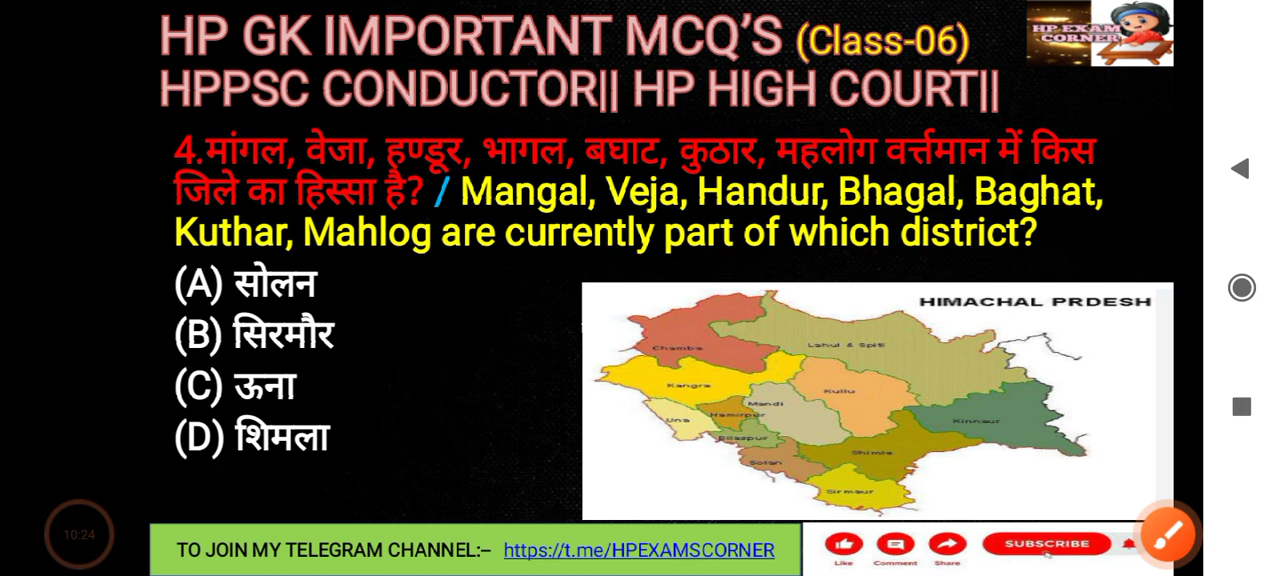 HP GK IMPORTANT MCQ'S (Class-06)
HPPSC CONDUCTOR|| HP HIGH COURT||
HP EXAM
CORNER
4.मांगल, वेजा, हण्डूर, भागल, बघाट, कुठार, महलोग वर्त्तमान में किस
जिले का हिस्सा है? / Mangal, Veja, Handur, Bhagal, Baghat,
Kuthar, Mahlog are currently part of which district?
(A) सोलन
(B) सिरमौर
(C) ऊना
(D) शिमला
HIMACHAL PRDESH
Chamba
Lahul & Spiti
Kangra
Kullu
Mandi
Hamirpur
Una
Kinnaur
Bilaspur
Shimla
Solan
Sirmaur
10:24
TO JOIN MY TELEGRAM CHANNEL:– https://t.me/HPEXAMSCORNER
SUBSCRIBE
Like Comment Share